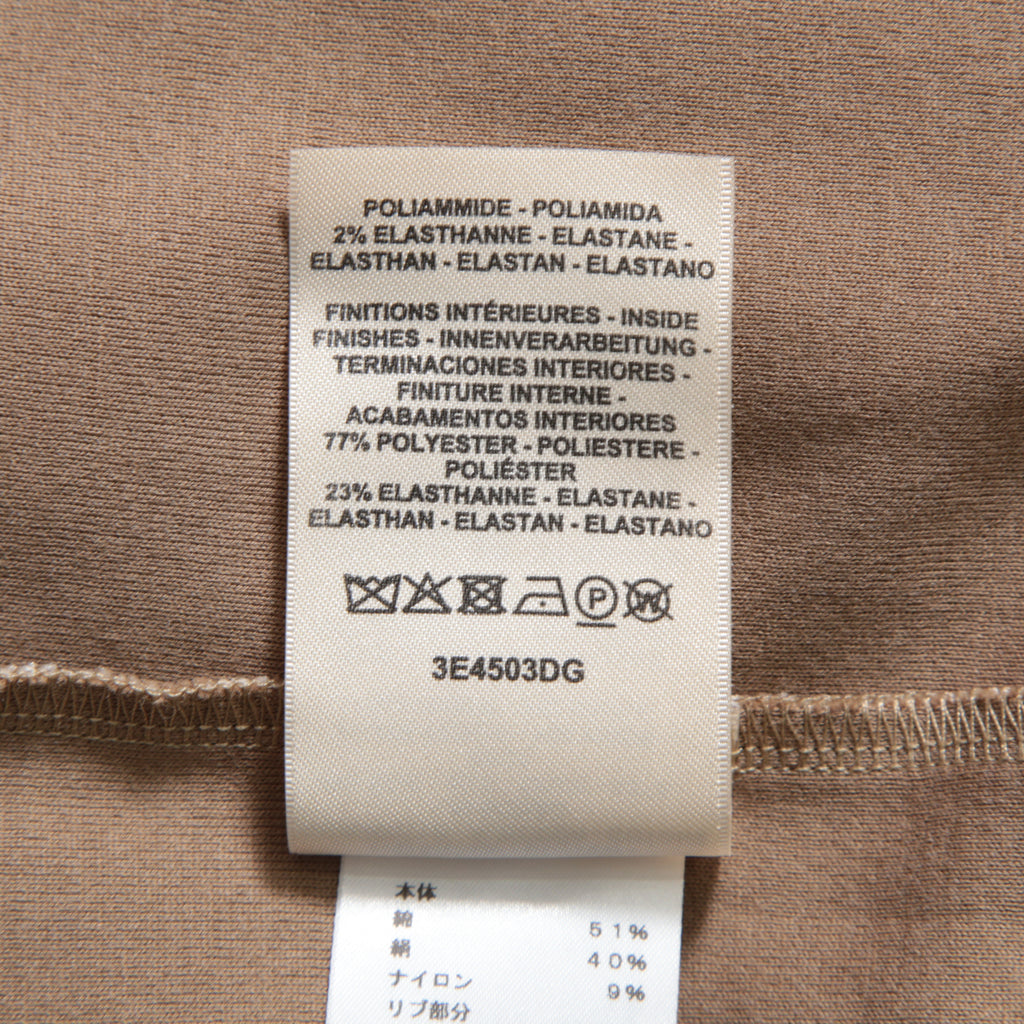 POLIAMMIDE - POLIAMIDA
2% ELASTHANNE - ELASTANE -
ELASTHAN - ELASTAN - ELASTANO
FINITIONS INTÉRIEURES - INSIDE
FINISHES - INNENVERARBEITUNG -
TERMINACIONES INTERIORES -
FINITURE INTERNE -
ACABAMENTOS INTERIORES
77% POLYESTER - POLIESTERE -
POLIÉSTER
23% ELASTHANNE - ELASTANE -
ELASTHAN - ELASTAN - ELASTANO
P W
3E4503DG
本体
綿 51%
絹 40%
ナイロン 9%
リブ部分